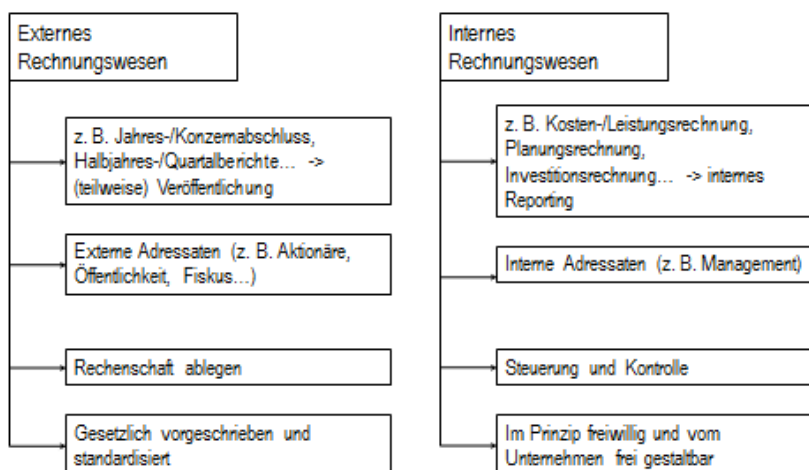 Externes
Rechnungswesen
z. B. Jahres-/Konzernabschluss,
Halbjahres-/Quartalberichte... ->
(teilweise) Veröffentlichung
Externe Adressaten (z. B. Aktionäre,
Öffentlichkeit, Fiskus...)
Rechenschaft ablegen
Gesetzlich vorgeschrieben und
standardisiert
Internes
Rechnungswesen
z. B. Kosten-/Leistungsrechnung,
Planungsrechnung,
Investitionsrechnung... -> internes
Reporting
Interne Adressaten (z. B. Management)
Steuerung und Kontrolle
Im Prinzip freiwillig und vom
Unternehmen frei gestaltbar